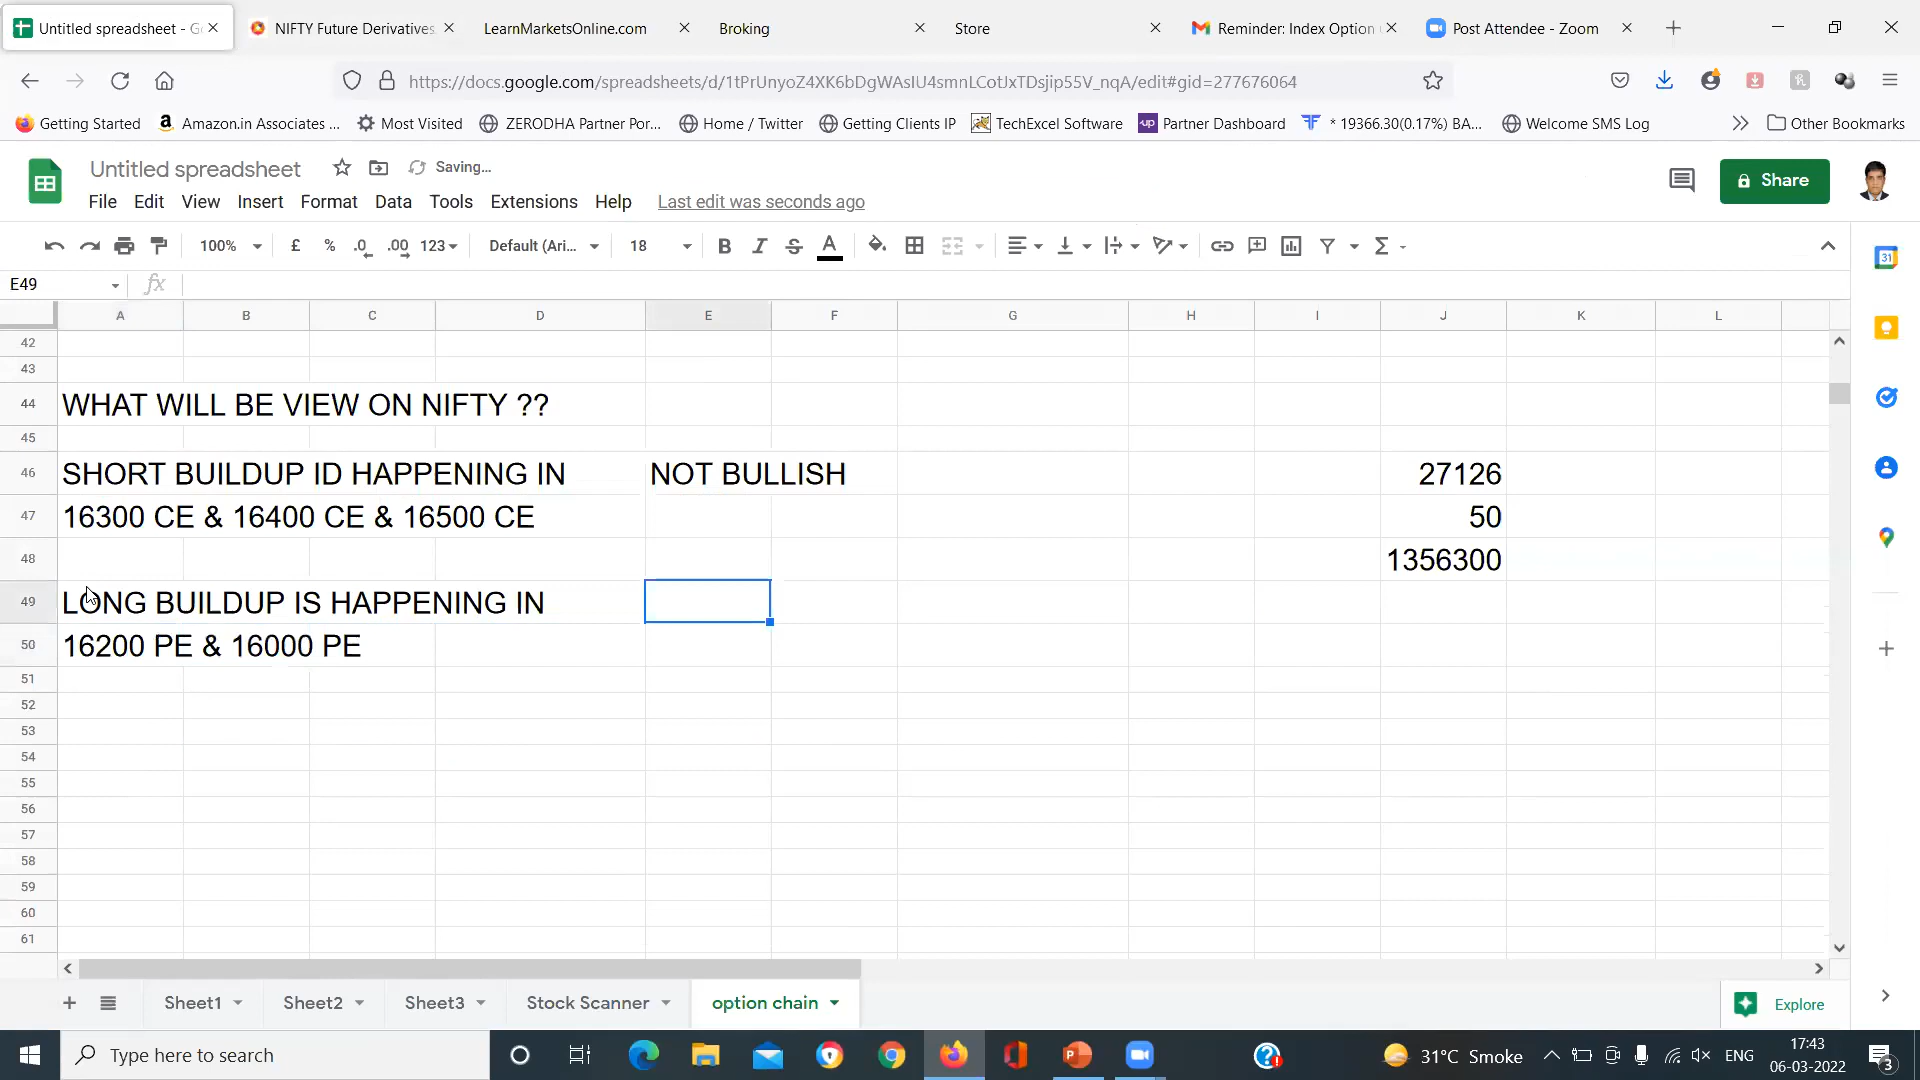 Untitled spreadsheet - Go
NIFTY Future Derivatives
LearnMarketsOnline.com
Broking
Store
Reminder: Index Option
Post Attendee - Zoom
https://docs.google.com/spreadsheets/d/1tPrUnyoZ4XK6bDgWAsIU4smnLCotJxTDsjip55V_nqA/edit#gid=277676064
Getting Started
Amazon.in Associates ...
Most Visited
ZERODHA Partner Por...
Home / Twitter
Getting Clients IP
TechExcel Software
up Partner Dashboard
* 19366.30(0.17%) BA...
Welcome SMS Log
Other Bookmarks
Untitled spreadsheet
Saving...
Share
File Edit View Insert Format Data Tools Extensions Help Last edit was seconds ago
100% £ % .0 .00 123 Default (Ari... 18 B I S A Σ
31
E49 fx
A B C D E F G H I J K L
42
43
44 WHAT WILL BE VIEW ON NIFTY ??
45
46 SHORT BUILDUP ID HAPPENING IN NOT BULLISH 27126
47 16300 CE & 16400 CE & 16500 CE 50
48 1356300
49 LONG BUILDUP IS HAPPENING IN
50 16200 PE & 16000 PE
51
52
53
54
55
56
57
58
59
60
61
Sheet1 Sheet2 Sheet3 Stock Scanner option chain Explore
Type here to search
31°C Smoke
ENG
17:43
06-03-2022
3